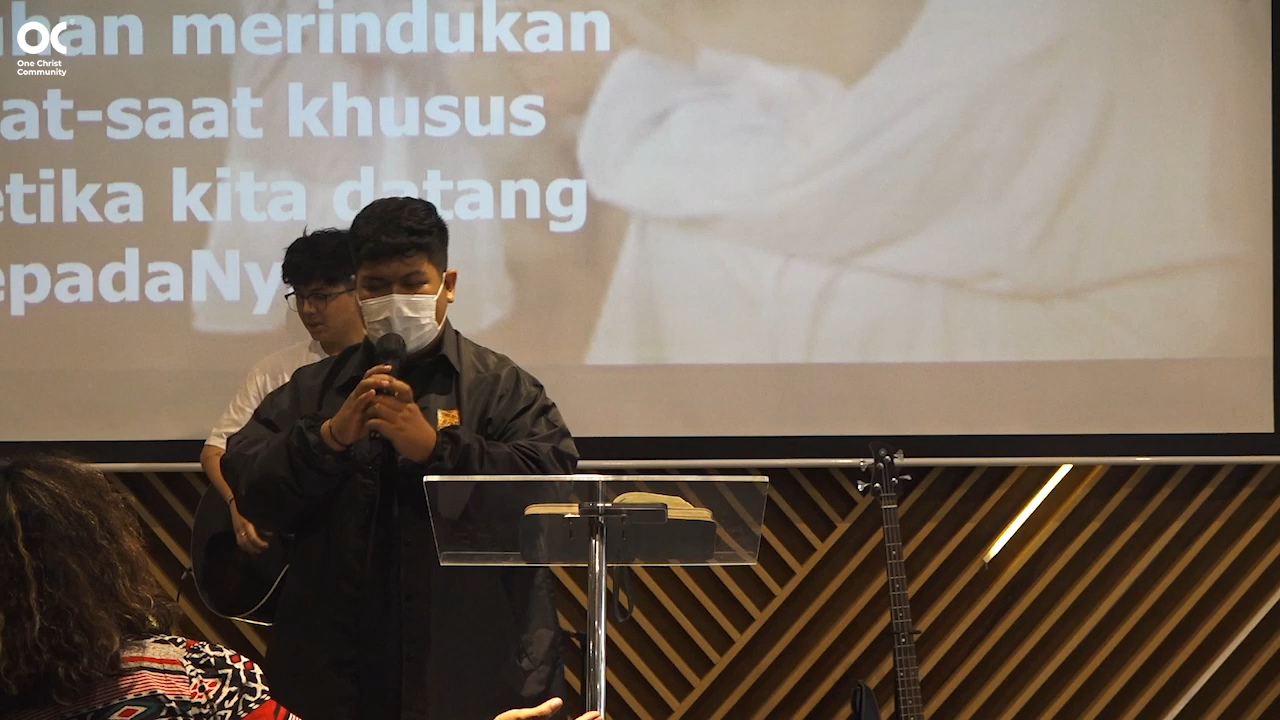 OC
One Christ
Community
uhan merindukan
at-saat khusus
etika kita datang
epadaNy